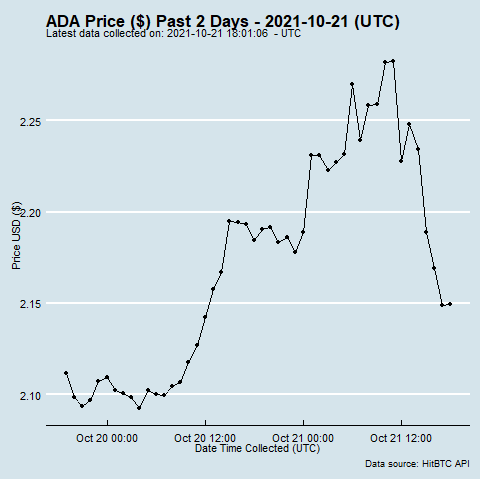 ADA Price ($) Past 2 Days - 2021-10-21 (UTC)
Latest data collected on: 2021-10-21 18:01:06 - UTC
2.25
2.20
Price USD ($)
2.15
2.10
Oct 20 00:00 Oct 20 12:00 Oct 21 00:00 Oct 21 12:00
Date Time Collected (UTC)
Data source: HitBTC API